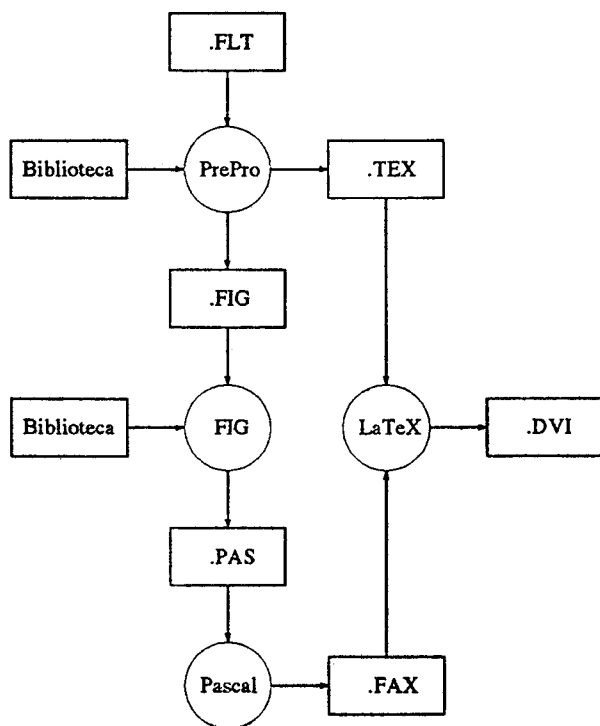 .FLT
Biblioteca
PrePro
.TEX
.FIG
Biblioteca
FIG
LaTeX
.DVI
.PAS
Pascal
.FAX